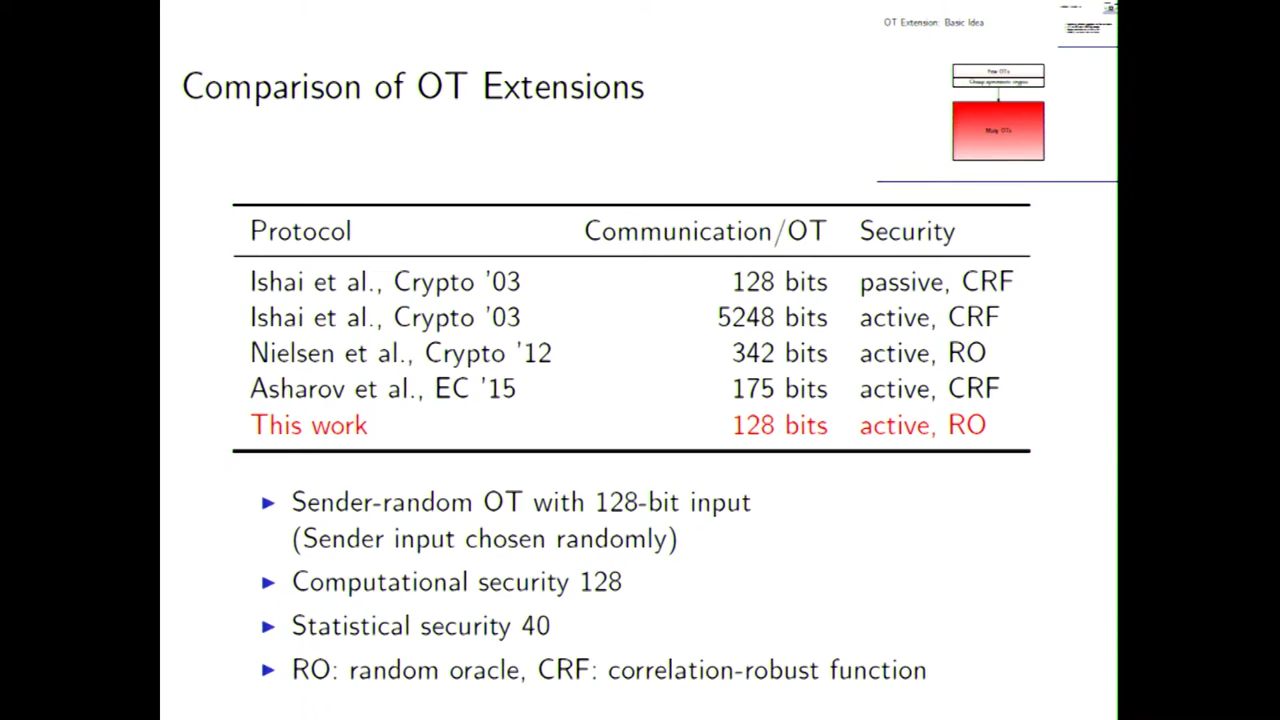 OT Extension: Basic Idea
Comparison of OT Extensions
Many OTs
Protocol Communication/OT Security
Ishai et al., Crypto '03 128 bits passive, CRF
Ishai et al., Crypto '03 5248 bits active, CRF
Nielsen et al., Crypto '12 342 bits active, RO
Asharov et al., EC '15 175 bits active, CRF
This work 128 bits active, RO
Sender-random OT with 128-bit input
(Sender input chosen randomly)
Computational security 128
Statistical security 40
RO: random oracle, CRF: correlation-robust function